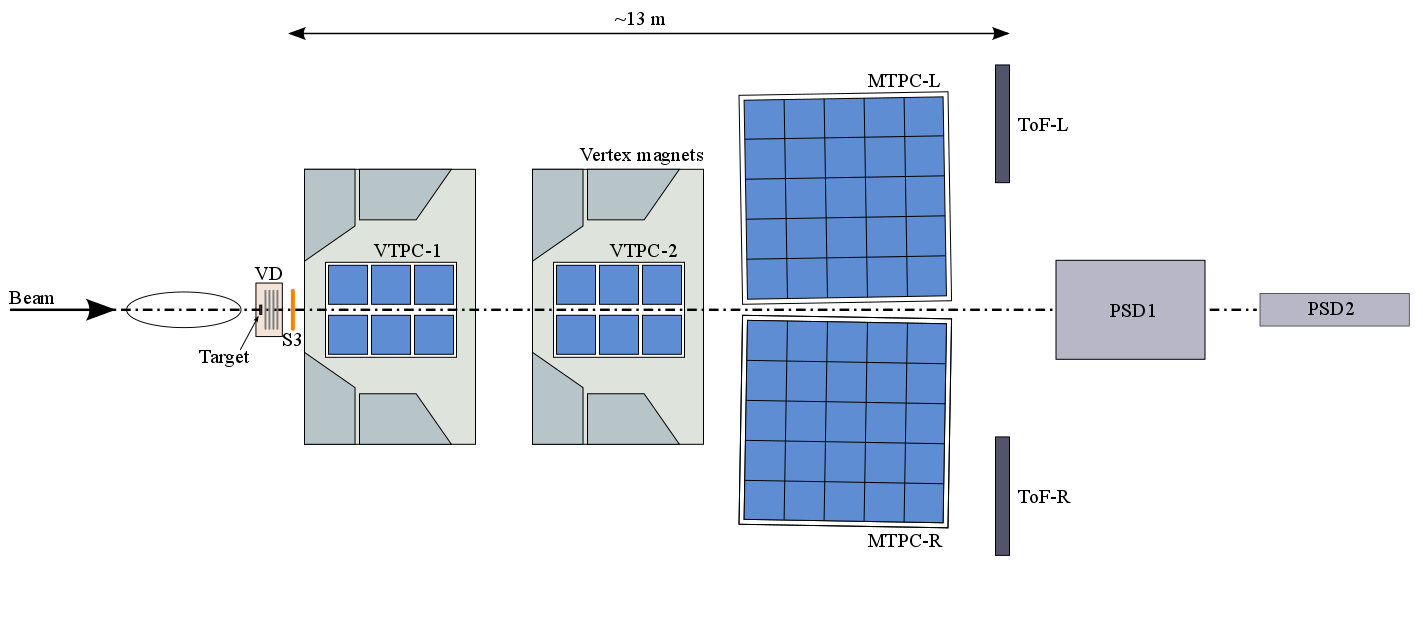 ~13 m
MTPC-L
ToF-L
Vertex magnets
VTPC-1
VTPC-2
VD
Beam
S3
Target
PSD1
PSD2
ToF-R
MTPC-R